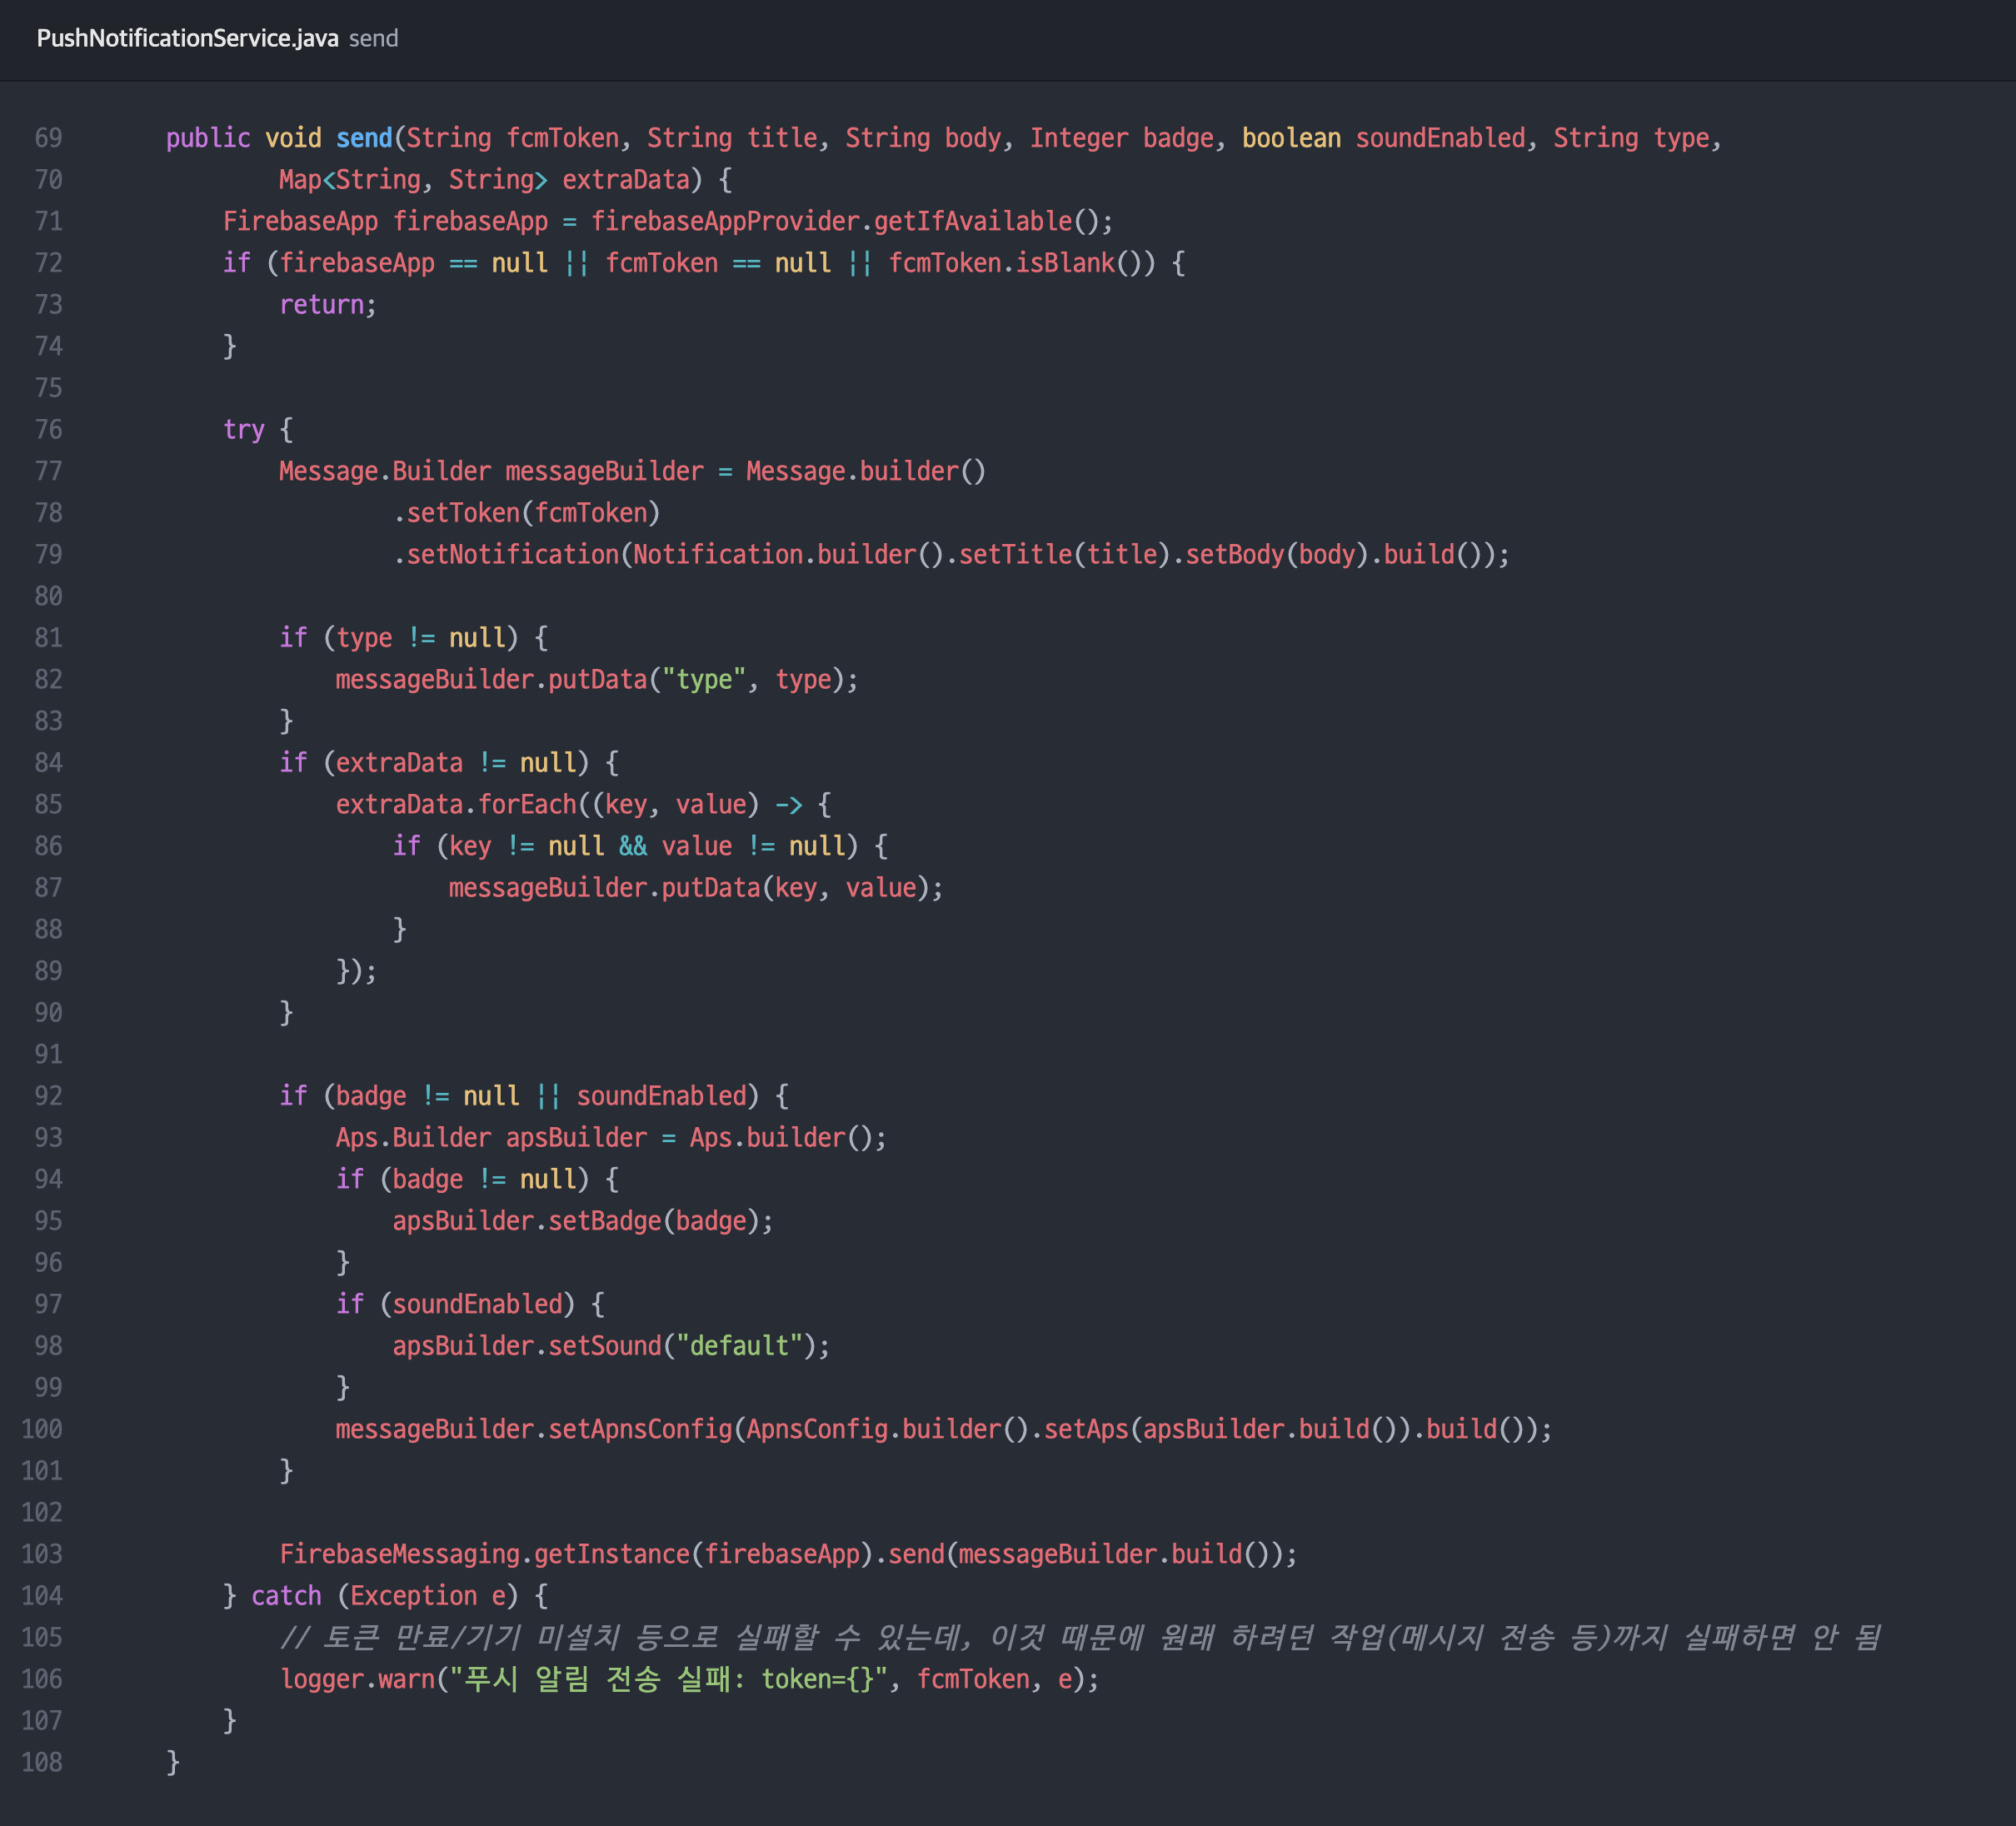 PushNotificationService.java send
69 public void send(String fcmToken, String title, String body, Integer badge, boolean soundEnabled, String type,
70 Map<String, String> extraData) {
71 FirebaseApp firebaseApp = firebaseAppProvider.getIfAvailable();
72 if (firebaseApp == null || fcmToken == null || fcmToken.isBlank()) {
73 return;
74 }
75
76 try {
77 Message.Builder messageBuilder = Message.builder()
78 .setToken(fcmToken)
79 .setNotification(Notification.builder().setTitle(title).setBody(body).build());
80
81 if (type != null) {
82 messageBuilder.putData("type", type);
83 }
84 if (extraData != null) {
85 extraData.forEach((key, value) -> {
86 if (key != null && value != null) {
87 messageBuilder.putData(key, value);
88 }
89 });
90 }
91
92 if (badge != null || soundEnabled) {
93 Aps.Builder apsBuilder = Aps.builder();
94 if (badge != null) {
95 apsBuilder.setBadge(badge);
96 }
97 if (soundEnabled) {
98 apsBuilder.setSound("default");
99 }
100 messageBuilder.setApnsConfig(ApnsConfig.builder().setAps(apsBuilder.build()).build());
101 }
102
103 FirebaseMessaging.getInstance(firebaseApp).send(messageBuilder.build());
104 } catch (Exception e) {
105 // 토큰 만료/기기 미설치 등으로 실패할 수 있는데, 이것 때문에 원래 하려던 작업(메시지 전송 등)까지 실패하면 안 됨
106 logger.warn("푸시 알림 전송 실패: token={}", fcmToken, e);
107 }
108 }